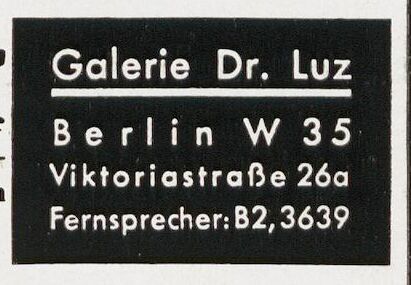 Galerie Dr. Luz
Berlin W 35
Viktoriastraße 26a
Fernsprecher: B2, 3639